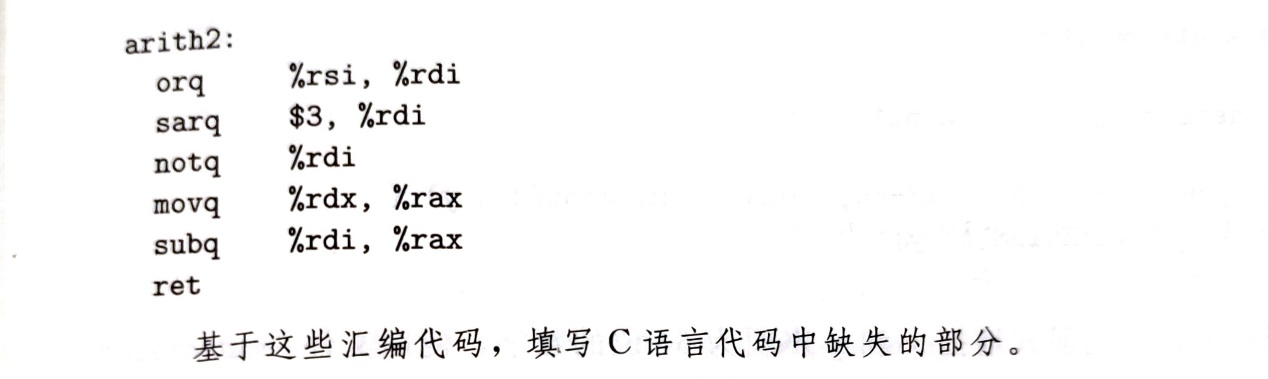 arith2:
orq %rsi, %rdi
sarq $3, %rdi
notq %rdi
movq %rdx, %rax
subq %rdi, %rax
ret
基于这些汇编代码，填写 C 语言代码中缺失的部分。